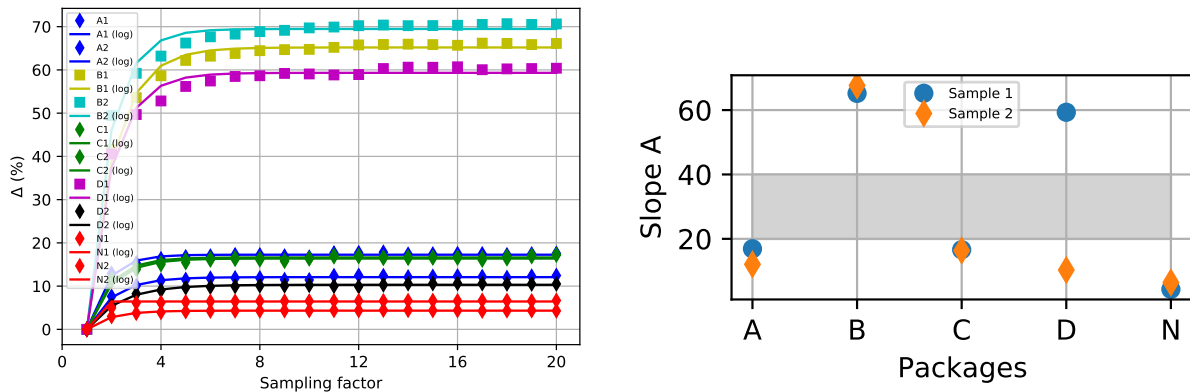 Δ (%)
70
60
50
40
30
20
10
0
A1
A1 (log)
A2
A2 (log)
B1
B1 (log)
B2
B2 (log)
C1
C1 (log)
C2
C2 (log)
D1
D1 (log)
D2
D2 (log)
N1
N1 (log)
N2
N2 (log)
0 4 8 12 16 20
Sampling factor
Slope A
60
40
20
Sample 1
Sample 2
A B C D N
Packages